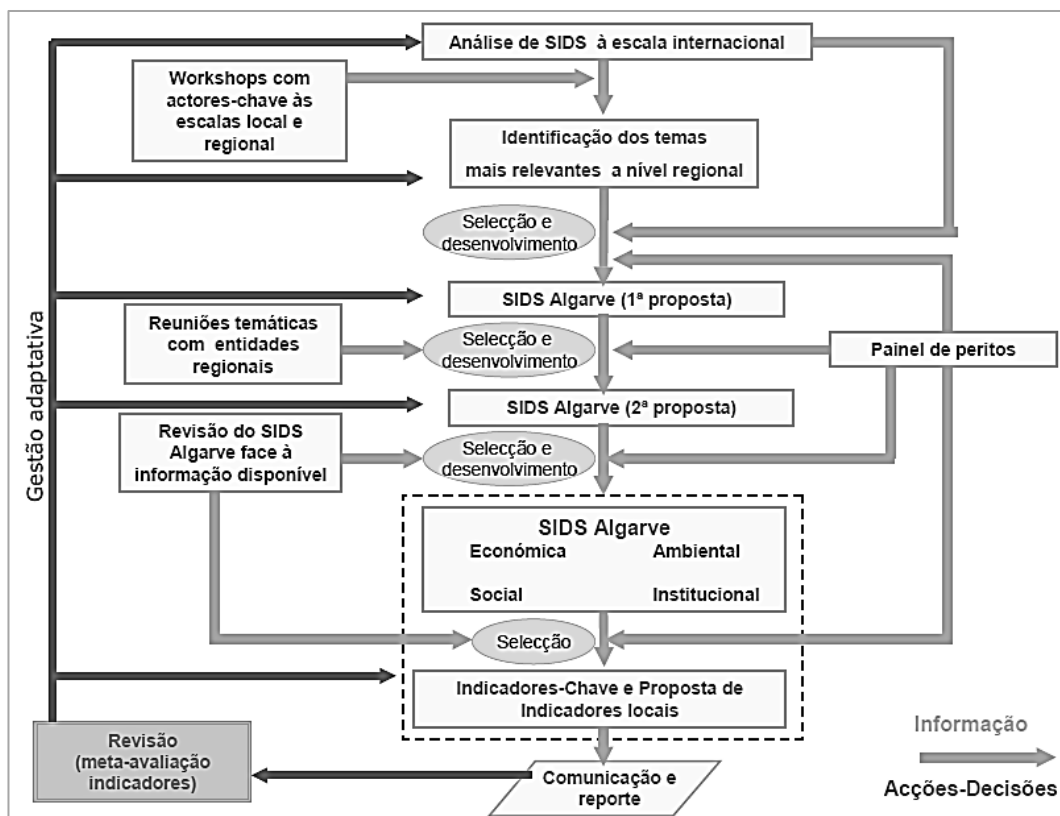 Análise de SIDS à escala internacional
Workshops com
actores-chave às
escalas local e
regional
Identificação dos temas
mais relevantes a nível regional
Selecção e
desenvolvimento
SIDS Algarve (1ª proposta)
Reuniões temáticas
com entidades
regionais
Selecção e
desenvolvimento
Painel de peritos
SIDS Algarve (2ª proposta)
Revisão do SIDS
Algarve face à
informação disponível
Selecção e
desenvolvimento
SIDS Algarve
Económica Ambiental
Social Institucional
Selecção
Indicadores-Chave e Proposta de
Indicadores locais
Gestão adaptativa
Revisão
(meta-avaliação
indicadores)
Comunicação e
reporte
Informação
Acções-Decisões